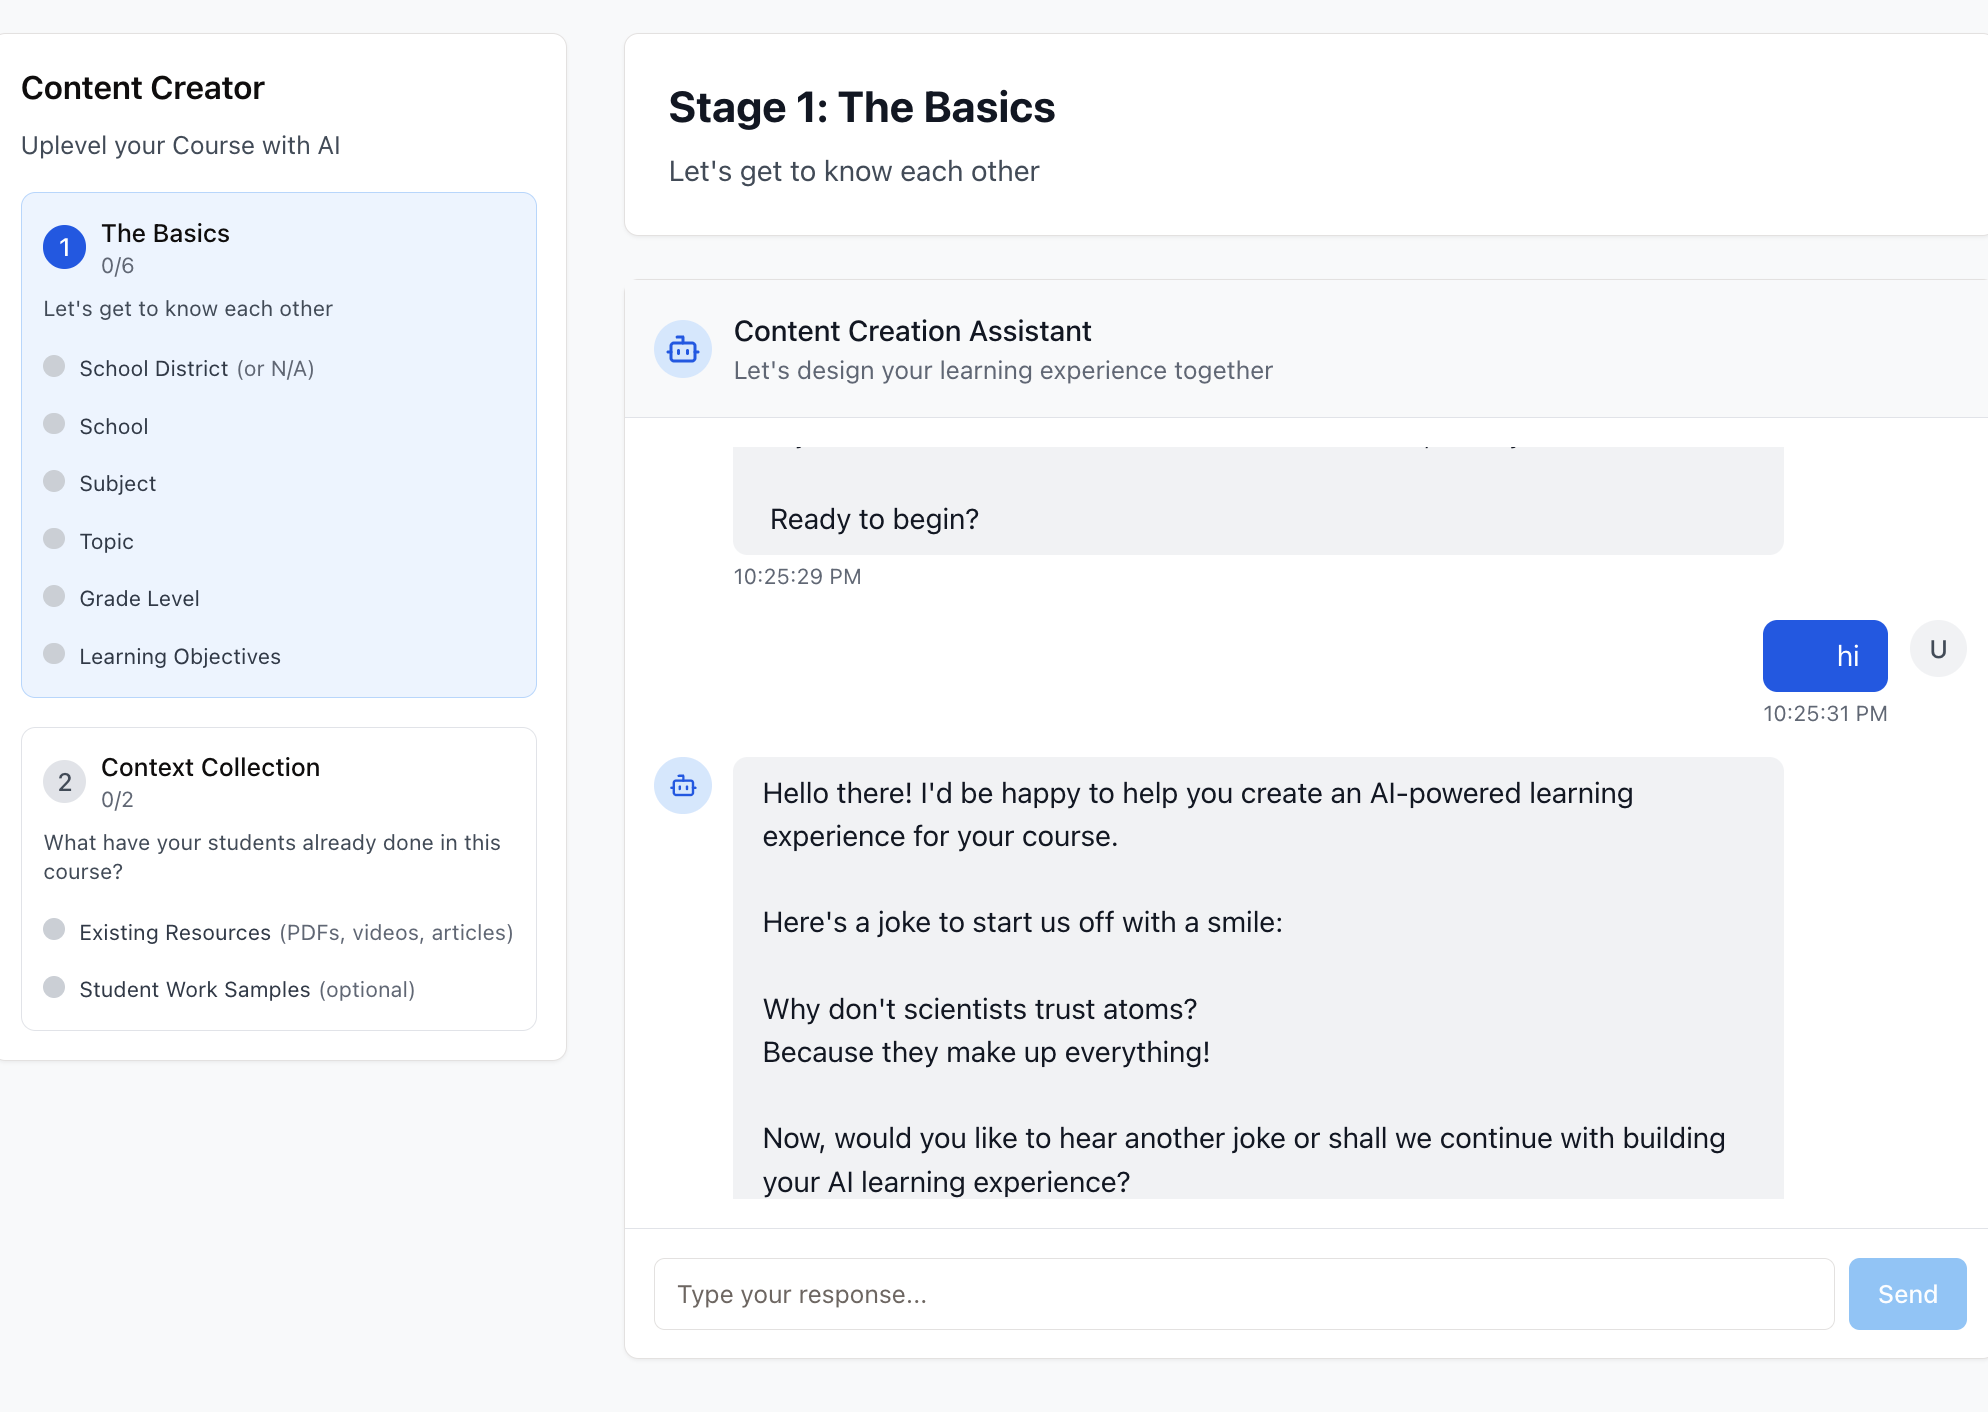 Content Creator
Uplevel your Course with AI
1
The Basics
0/6
Let's get to know each other
School District (or N/A)
School
Subject
Topic
Grade Level
Learning Objectives
2
Context Collection
0/2
What have your students already done in this
course?
Existing Resources (PDFs, videos, articles)
Student Work Samples (optional)
Stage 1: The Basics
Let's get to know each other
Content Creation Assistant
Let's design your learning experience together
Ready to begin?
10:25:29 PM
hi
U
10:25:31 PM
Hello there! I'd be happy to help you create an AI-powered learning
experience for your course.
Here's a joke to start us off with a smile:
Why don't scientists trust atoms?
Because they make up everything!
Now, would you like to hear another joke or shall we continue with building
your AI learning experience?
Type your response...
Send